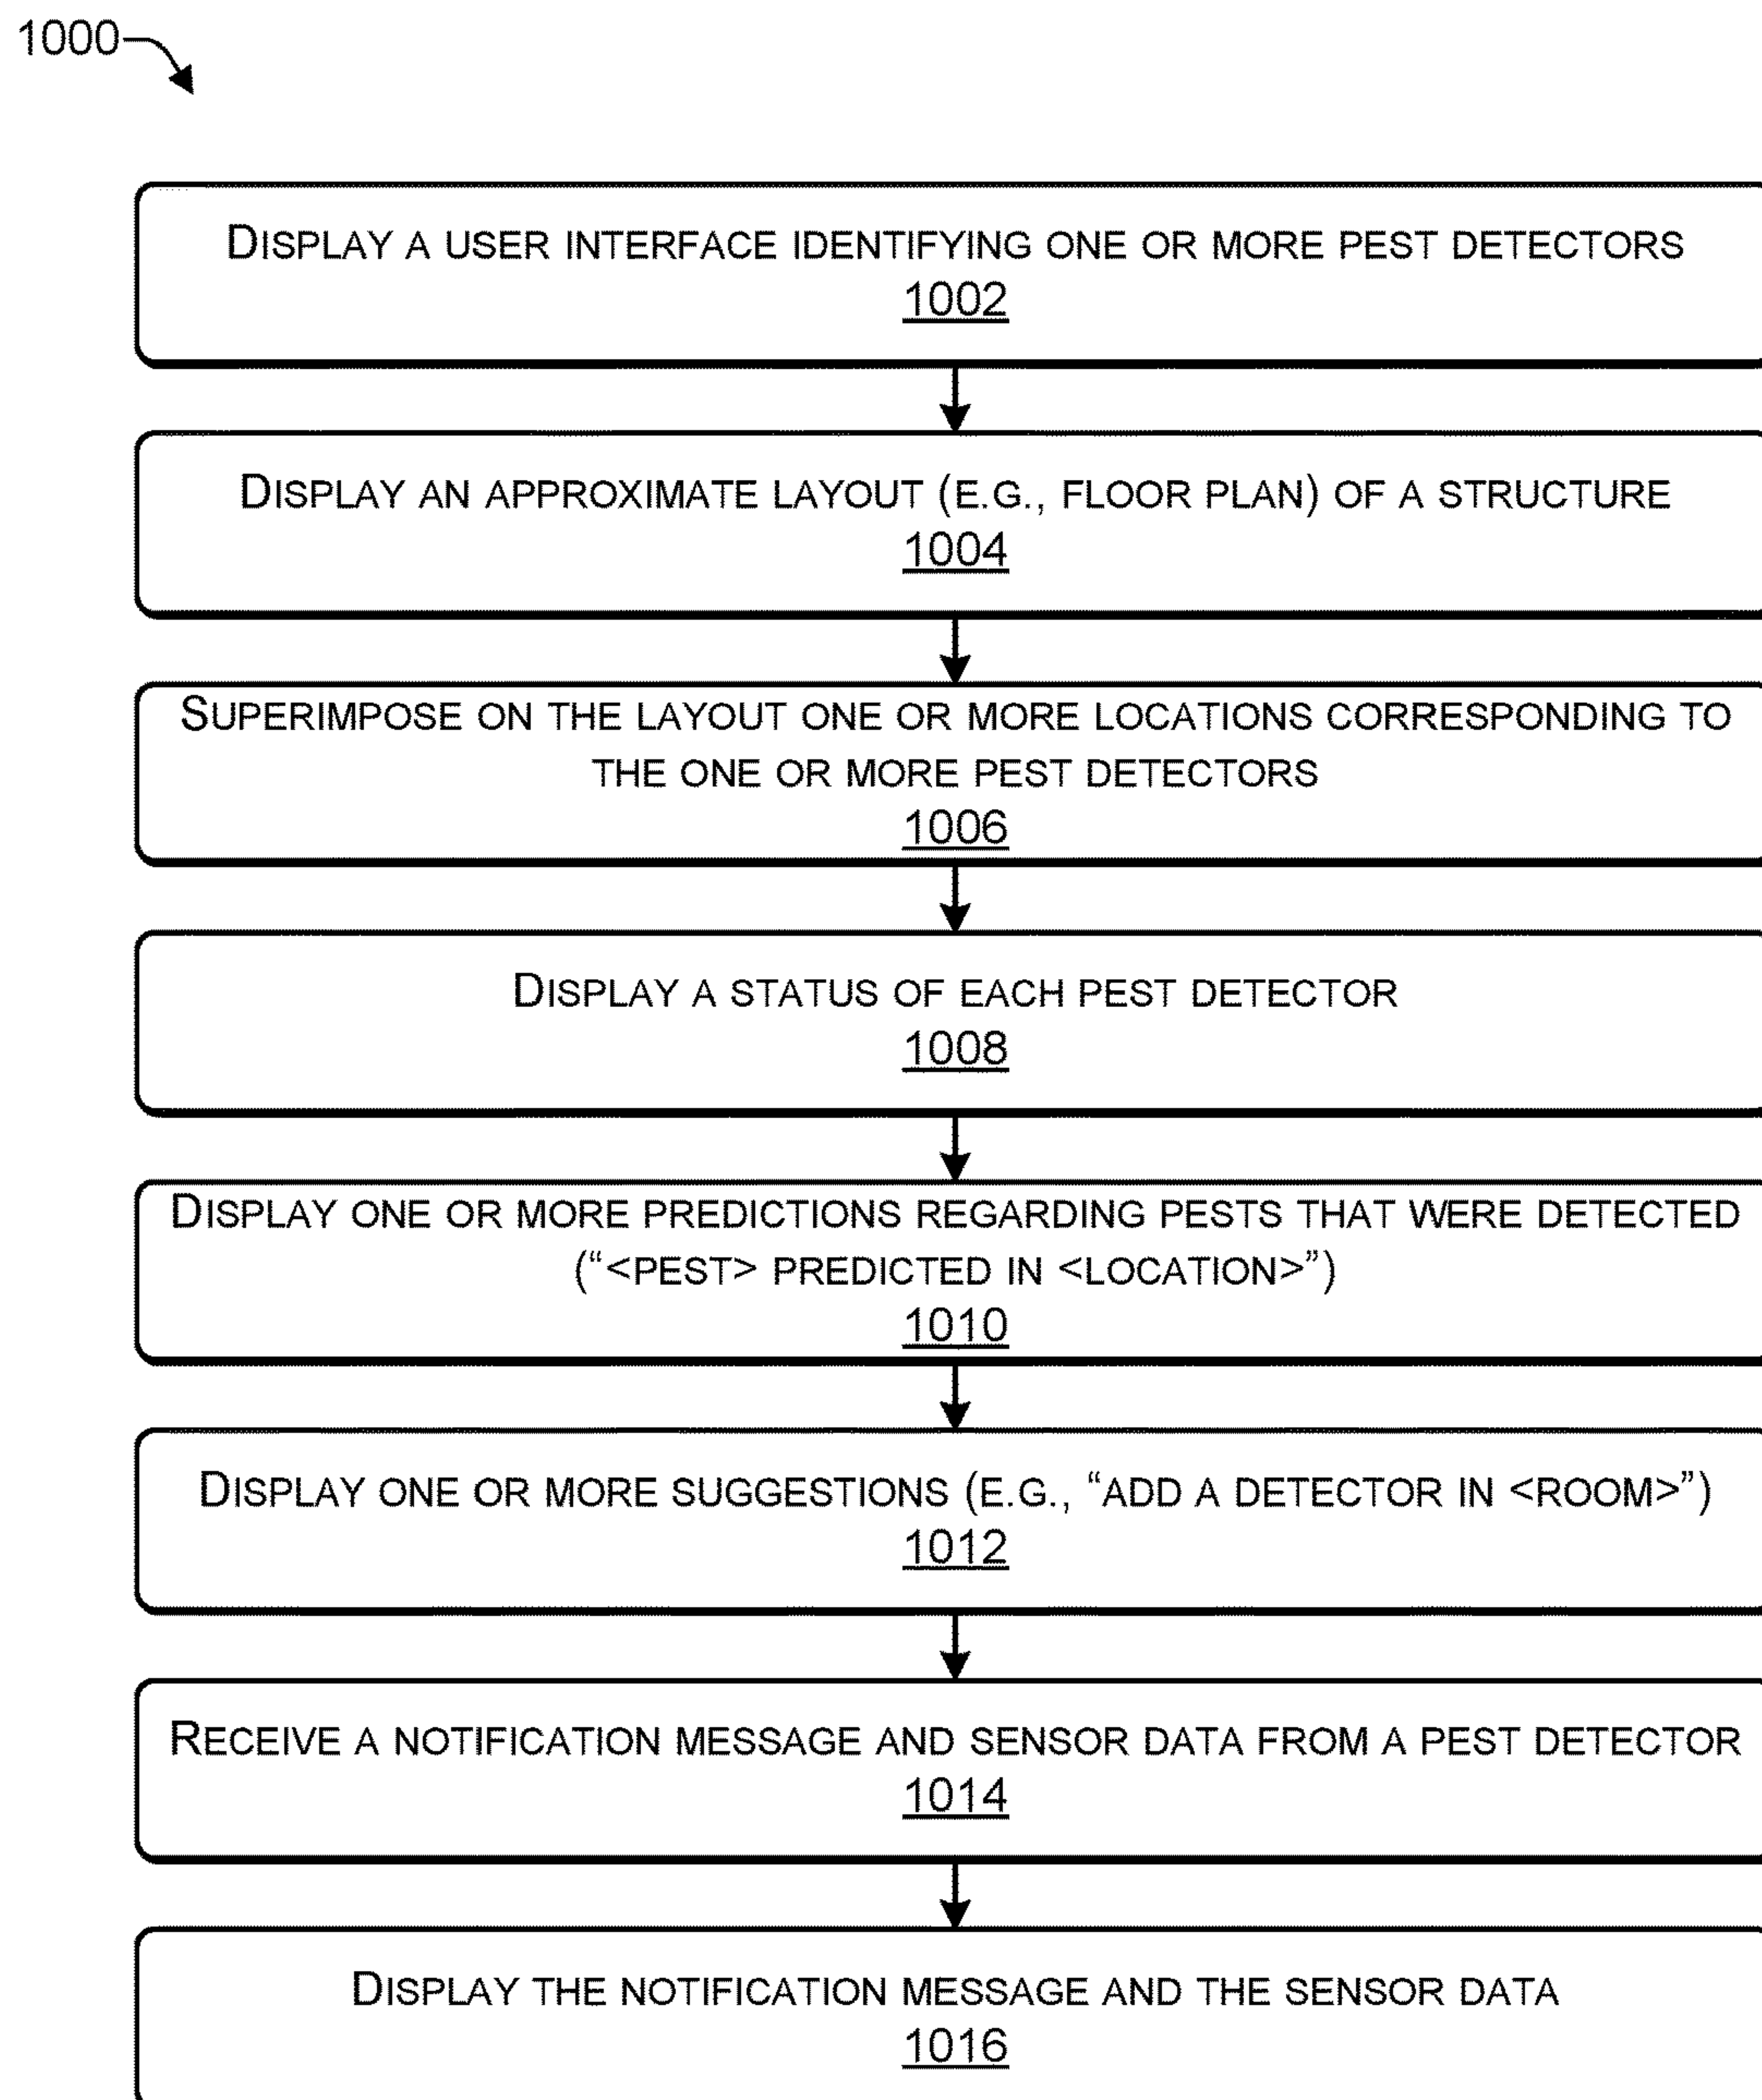 1000
DISPLAY A USER INTERFACE IDENTIFYING ONE OR MORE PEST DETECTORS
1002
DISPLAY AN APPROXIMATE LAYOUT (E.G., FLOOR PLAN) OF A STRUCTURE
1004
SUPERIMPOSE ON THE LAYOUT ONE OR MORE LOCATIONS CORRESPONDING TO
THE ONE OR MORE PEST DETECTORS
1006
DISPLAY A STATUS OF EACH PEST DETECTOR
1008
DISPLAY ONE OR MORE PREDICTIONS REGARDING PESTS THAT WERE DETECTED
(“<PEST> PREDICTED IN <LOCATION>”)
1010
DISPLAY ONE OR MORE SUGGESTIONS (E.G., “ADD A DETECTOR IN <ROOM>”)
1012
RECEIVE A NOTIFICATION MESSAGE AND SENSOR DATA FROM A PEST DETECTOR
1014
DISPLAY THE NOTIFICATION MESSAGE AND THE SENSOR DATA
1016